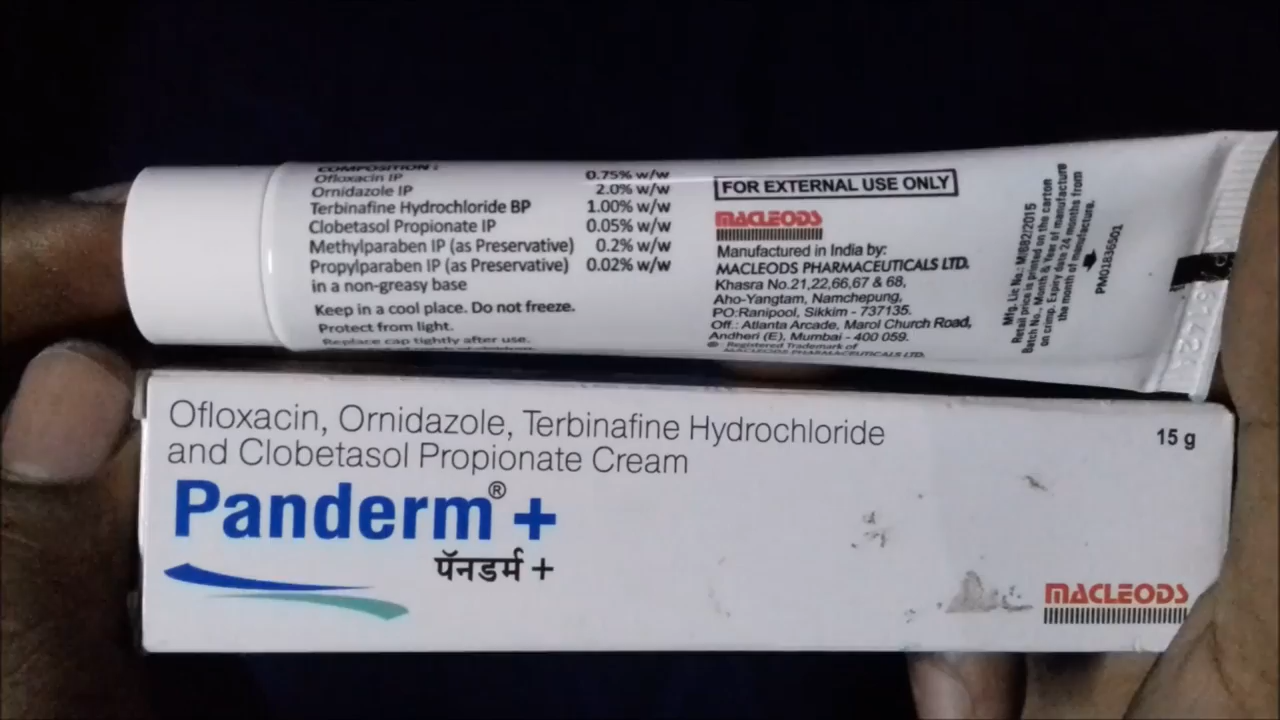 COMPOSITION :
Ofloxacin IP 0.75% w/w
Ornidazole IP 2.0% w/w
Terbinafine Hydrochloride BP 1.00% w/w
Clobetasol Propionate IP 0.05% w/w
Methylparaben IP (as Preservative) 0.2% w/w
Propylparaben IP (as Preservative) 0.02% w/w
in a non-greasy base
Keep in a cool place. Do not freeze.
Protect from light.
Replace cap tightly after use.
FOR EXTERNAL USE ONLY
MACLEODS
Manufactured in India by:
MACLEODS PHARMACEUTICALS LTD.
Khasra No.21,22,66,67 & 68,
Aho-Yangtam, Namchepung,
PO:Ranipool, Sikkim - 737135.
Off.: Atlanta Arcade, Marol Church Road,
Andheri (E), Mumbai - 400 059.
® Registered Trademark of
MACLEODS PHARMACEUTICALS LTD.
Mfg. Lic No.: M/682/2015
Retail price is printed on the carton
Batch No., Month & Year of manufacture
on crimp. Expiry date 24 months from
the month of manufacture.
PM01836501
Ofloxacin, Ornidazole, Terbinafine Hydrochloride
and Clobetasol Propionate Cream
15 g
Panderm® +
पॅनडर्म +
MACLEODS